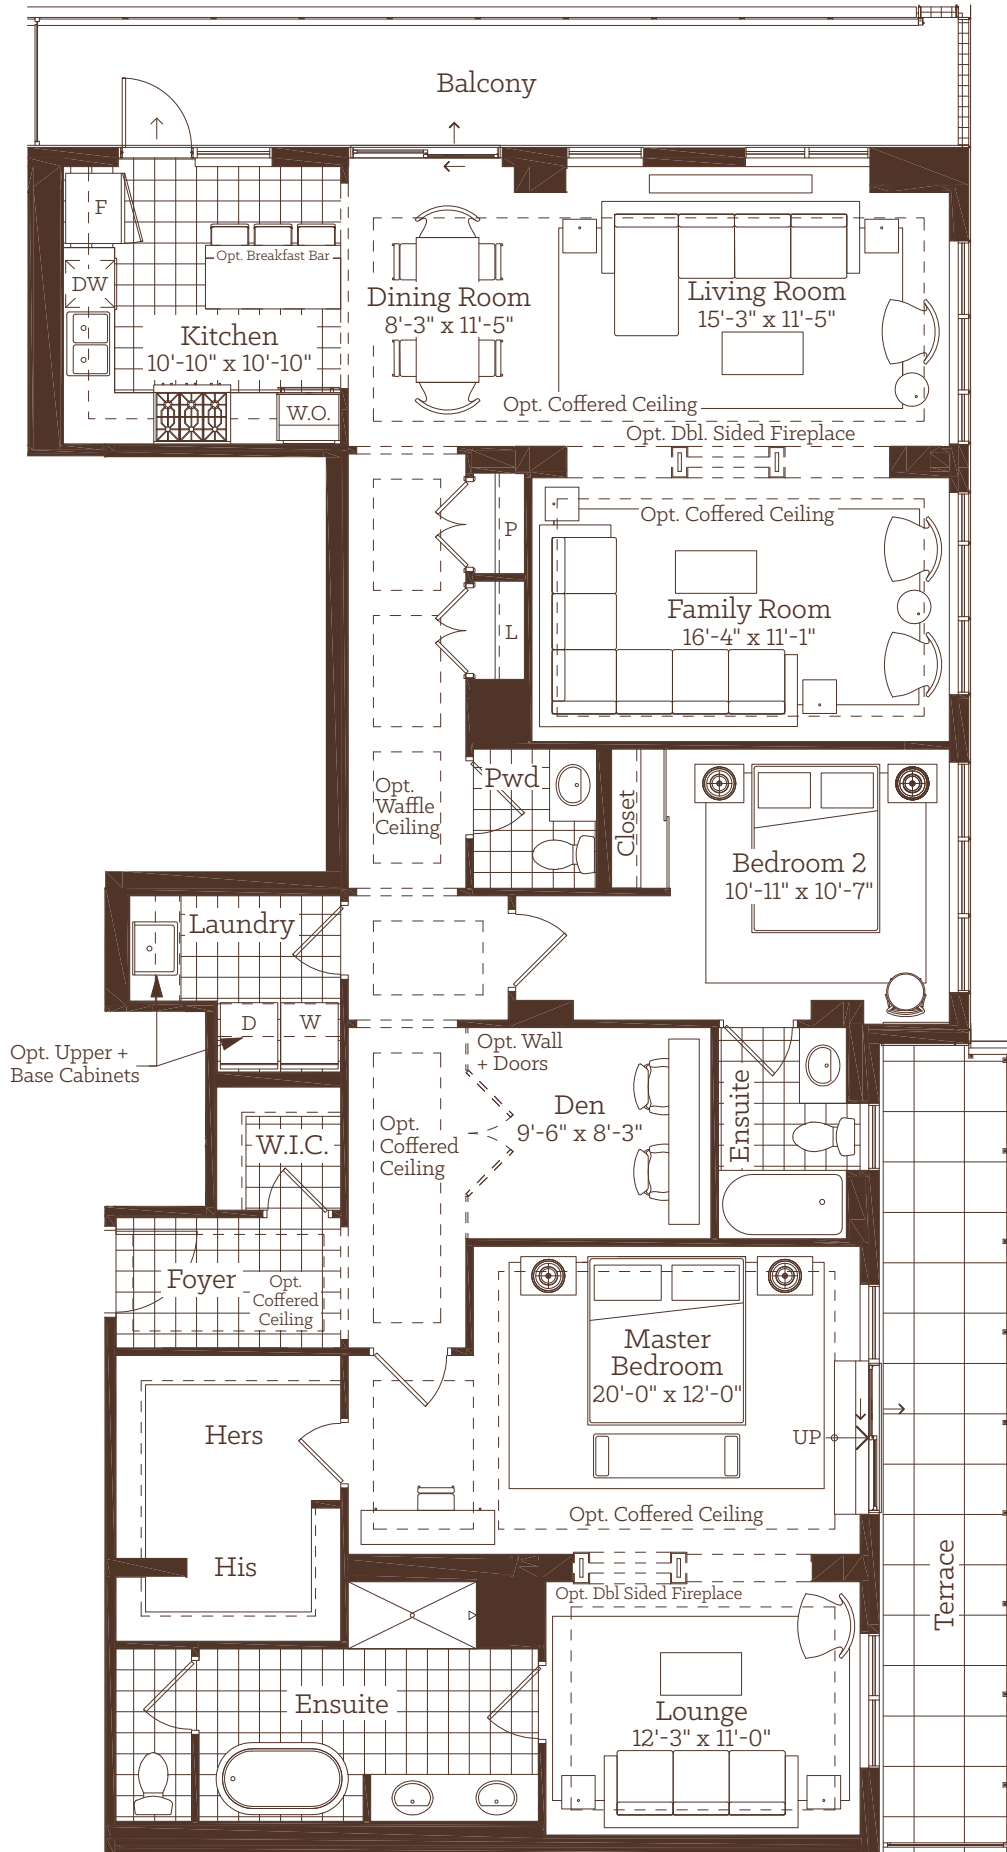 Balcony
F
Opt. Breakfast Bar
DW
Kitchen
10'-10" x 10'-10"
W.O.
Dining Room
8'-3" x 11'-5"
Living Room
15'-3" x 11'-5"
Opt. Coffered Ceiling
Opt. Dbl. Sided Fireplace
Opt. Coffered Ceiling
P
Family Room
16'-4" x 11'-1"
L
Opt.
Waffle
Ceiling
Pwd
Closet
Bedroom 2
10'-11" x 10'-7"
Laundry
D
W
Opt. Upper +
Base Cabinets
Opt. Wall
+ Doors
Den
9'-6" x 8'-3"
Ensuite
Opt.
Coffered
Ceiling
W.I.C.
Foyer
Opt.
Coffered
Ceiling
Master
Bedroom
20'-0" x 12'-0"
UP
Hers
Opt. Coffered Ceiling
His
Opt. Dbl Sided Fireplace
Terrace
Ensuite
Lounge
12'-3" x 11'-0"